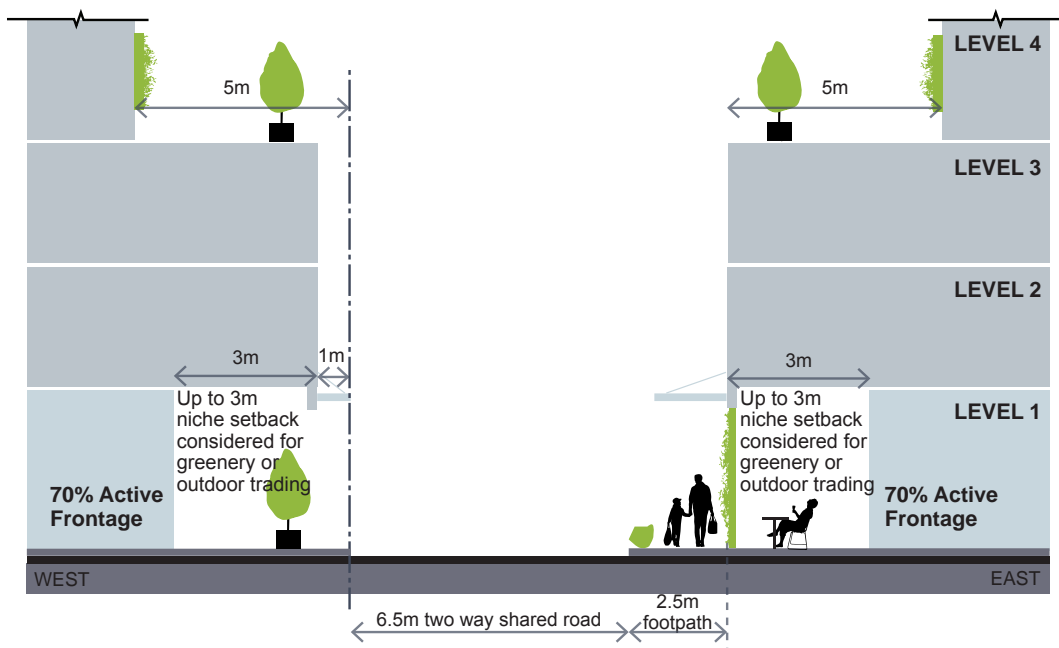 LEVEL 4
5m
5m
LEVEL 3
LEVEL 2
3m
1m
3m
Up to 3m
niche setback
considered for
greenery or
outdoor trading
Up to 3m
niche setback
considered for
greenery or
outdoor trading
LEVEL 1
70% Active
Frontage
70% Active
Frontage
WEST
EAST
6.5m two way shared road
2.5m
footpath